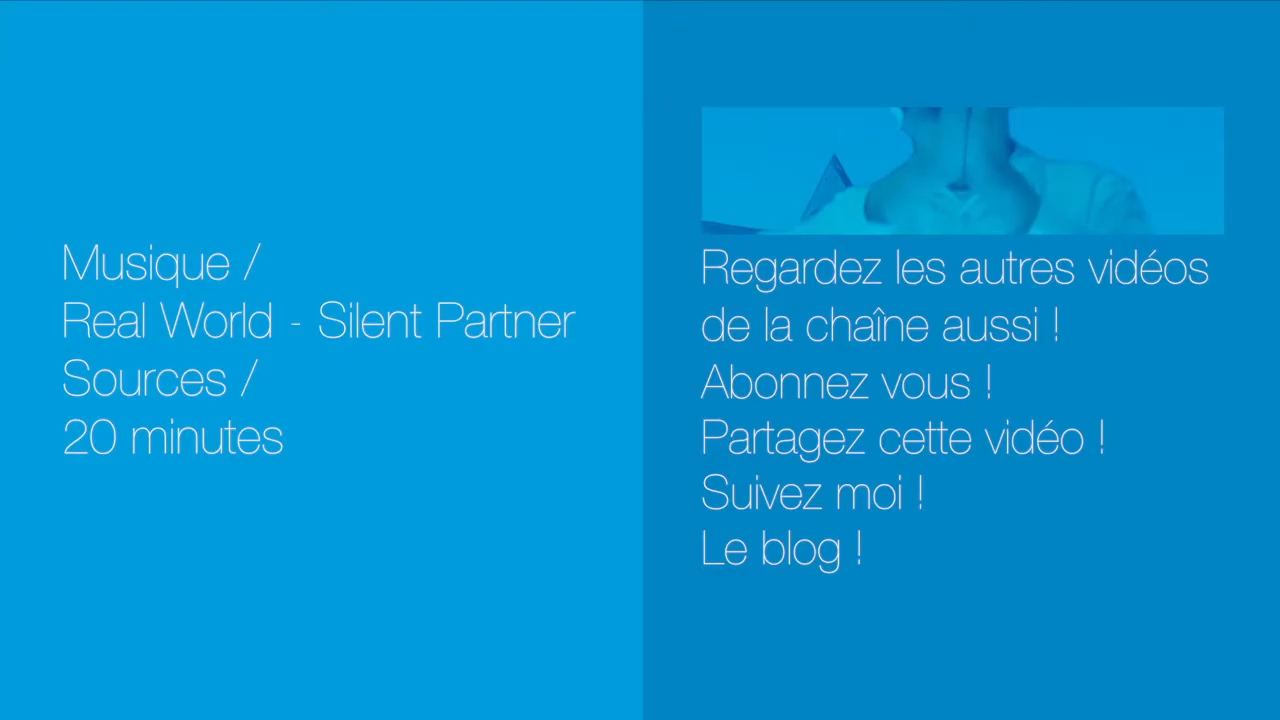 Musique /
Real World - Silent Partner
Sources /
20 minutes
Regardez les autres vidéos
de la chaîne aussi !
Abonnez vous !
Partagez cette vidéo !
Suivez moi !
Le blog !